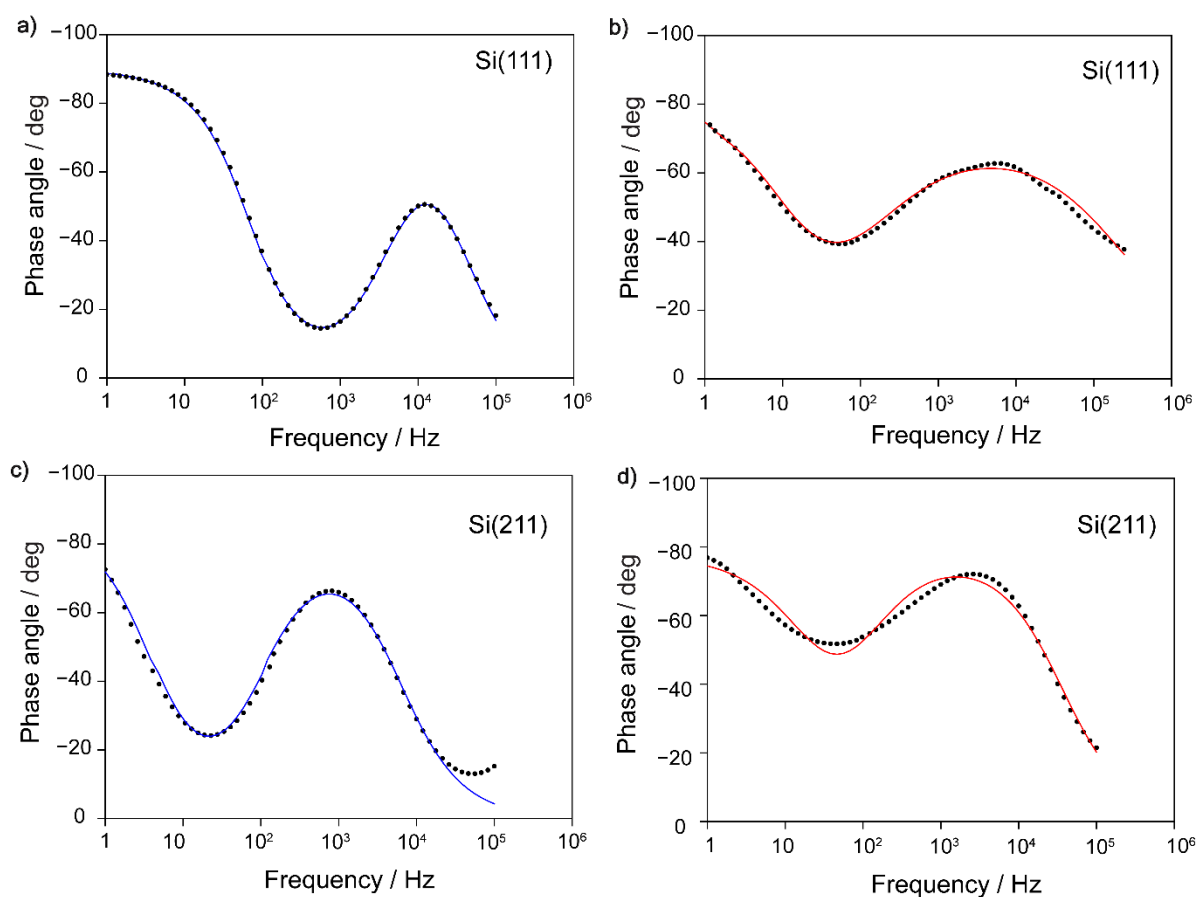 a)
Si(111)
−100
−80
−60
−40
−20
0
Phase angle / deg
1 10 10² 10³ 10⁴ 10⁵ 10⁶
Frequency / Hz
b)
Si(111)
−100
−80
−60
−40
−20
0
Phase angle / deg
1 10 10² 10³ 10⁴ 10⁵ 10⁶
Frequency / Hz
c)
Si(211)
−100
−80
−60
−40
−20
0
Phase angle / deg
1 10 10² 10³ 10⁴ 10⁵ 10⁶
Frequency / Hz
d)
Si(211)
−100
−80
−60
−40
−20
0
Phase angle / deg
1 10 10² 10³ 10⁴ 10⁵ 10⁶
Frequency / Hz